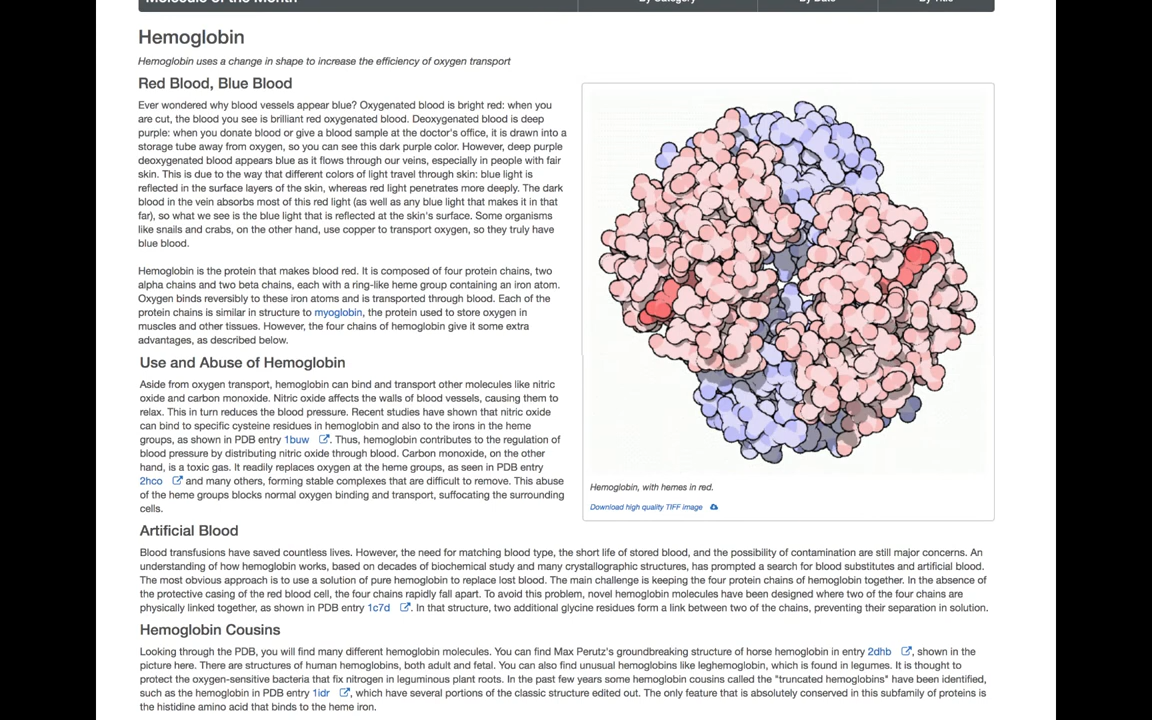 Molecule of the Month By Category By Date By Title
Hemoglobin
Hemoglobin uses a change in shape to increase the efficiency of oxygen transport
Red Blood, Blue Blood
Ever wondered why blood vessels appear blue? Oxygenated blood is bright red: when you
are cut, the blood you see is brilliant red oxygenated blood. Deoxygenated blood is deep
purple: when you donate blood or give a blood sample at the doctor's office, it is drawn into a
storage tube away from oxygen, so you can see this dark purple color. However, deep purple
deoxygenated blood appears blue as it flows through our veins, especially in people with fair
skin. This is due to the way that different colors of light travel through skin: blue light is
reflected in the surface layers of the skin, whereas red light penetrates more deeply. The dark
blood in the vein absorbs most of this red light (as well as any blue light that makes it in that
far), so what we see is the blue light that is reflected at the skin's surface. Some organisms
like snails and crabs, on the other hand, use copper to transport oxygen, so they truly have
blue blood.
Hemoglobin is the protein that makes blood red. It is composed of four protein chains, two
alpha chains and two beta chains, each with a ring-like heme group containing an iron atom.
Oxygen binds reversibly to these iron atoms and is transported through blood. Each of the
protein chains is similar in structure to myoglobin, the protein used to store oxygen in
muscles and other tissues. However, the four chains of hemoglobin give it some extra
advantages, as described below.
Use and Abuse of Hemoglobin
Aside from oxygen transport, hemoglobin can bind and transport other molecules like nitric
oxide and carbon monoxide. Nitric oxide affects the walls of blood vessels, causing them to
relax. This in turn reduces the blood pressure. Recent studies have shown that nitric oxide
can bind to specific cysteine residues in hemoglobin and also to the irons in the heme
groups, as shown in PDB entry 1buw . Thus, hemoglobin contributes to the regulation of
blood pressure by distributing nitric oxide through blood. Carbon monoxide, on the other
hand, is a toxic gas. It readily replaces oxygen at the heme groups, as seen in PDB entry
2hco and many others, forming stable complexes that are difficult to remove. This abuse
of the heme groups blocks normal oxygen binding and transport, suffocating the surrounding
cells.
Hemoglobin, with hemes in red.
Download high quality TIFF image
Artificial Blood
Blood transfusions have saved countless lives. However, the need for matching blood type, the short life of stored blood, and the possibility of contamination are still major concerns. An
understanding of how hemoglobin works, based on decades of biochemical study and many crystallographic structures, has prompted a search for blood substitutes and artificial blood.
The most obvious approach is to use a solution of pure hemoglobin to replace lost blood. The main challenge is keeping the four protein chains of hemoglobin together. In the absence of
the protective casing of the red blood cell, the four chains rapidly fall apart. To avoid this problem, novel hemoglobin molecules have been designed where two of the four chains are
physically linked together, as shown in PDB entry 1c7d . In that structure, two additional glycine residues form a link between two of the chains, preventing their separation in solution.
Hemoglobin Cousins
Looking through the PDB, you will find many different hemoglobin molecules. You can find Max Perutz's groundbreaking structure of horse hemoglobin in entry 2dhb , shown in the
picture here. There are structures of human hemoglobins, both adult and fetal. You can also find unusual hemoglobins like leghemoglobin, which is found in legumes. It is thought to
protect the oxygen-sensitive bacteria that fix nitrogen in leguminous plant roots. In the past few years some hemoglobin cousins called the "truncated hemoglobins" have been identified,
such as the hemoglobin in PDB entry 1idr , which have several portions of the classic structure edited out. The only feature that is absolutely conserved in this subfamily of proteins is
the histidine amino acid that binds to the heme iron.